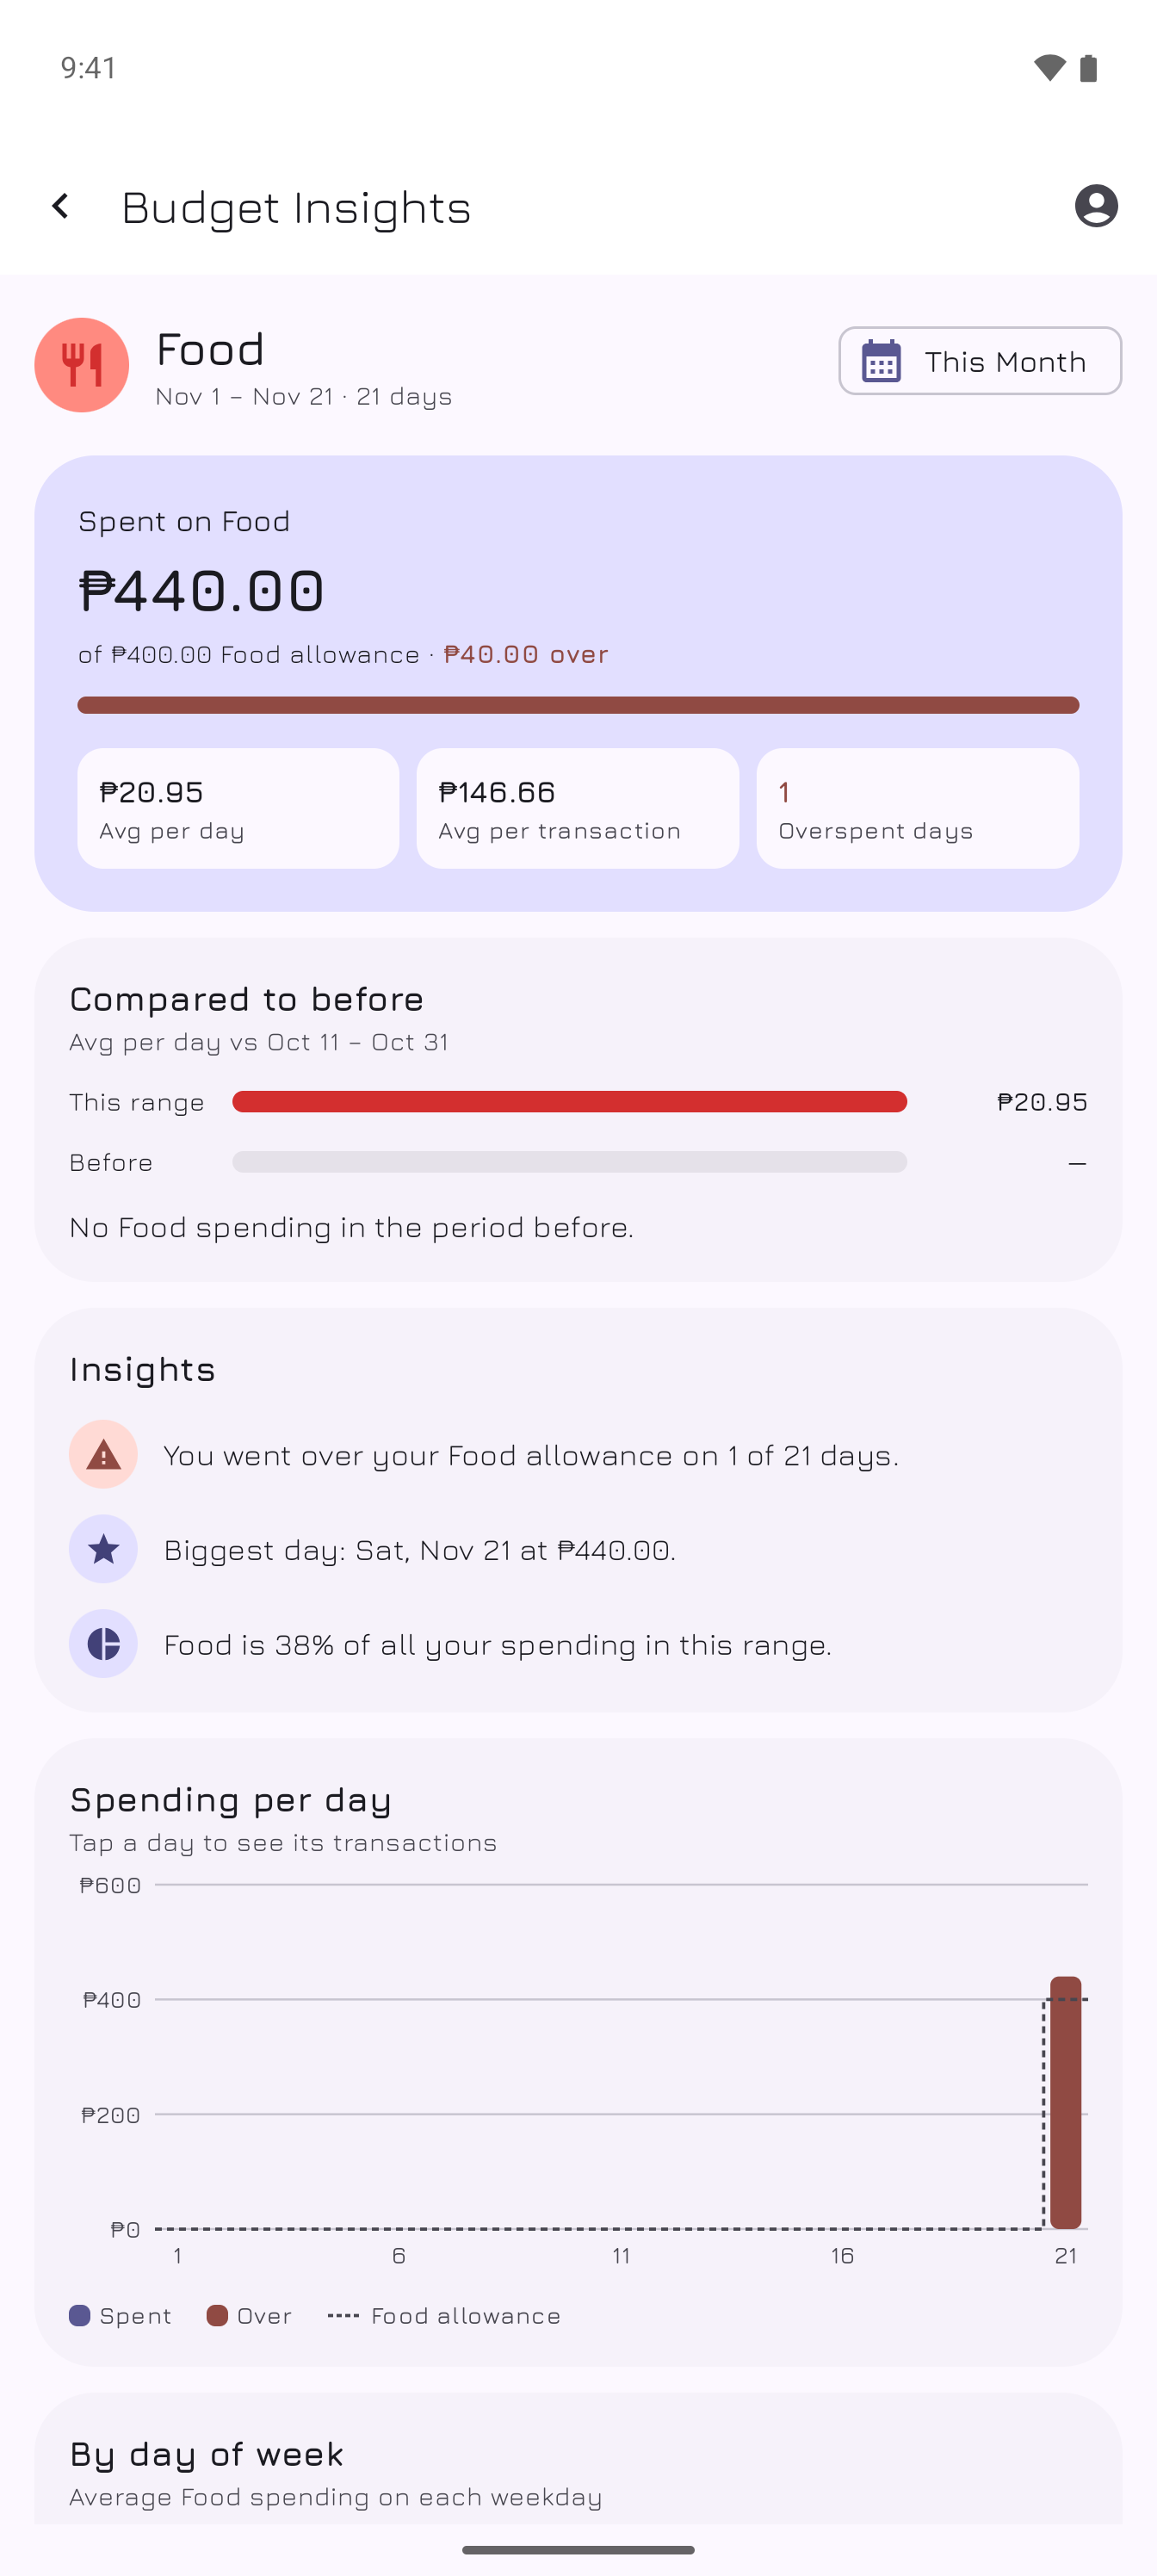 9:41
Budget Insights
Food
Nov 1 – Nov 21 · 21 days
This Month
Spent on Food
₱440.00
of ₱400.00 Food allowance · ₱40.00 over
₱20.95
Avg per day
₱146.66
Avg per transaction
1
Overspent days
Compared to before
Avg per day vs Oct 11 – Oct 31
This range ₱20.95
Before —
No Food spending in the period before.
Insights
You went over your Food allowance on 1 of 21 days.
Biggest day: Sat, Nov 21 at ₱440.00.
Food is 38% of all your spending in this range.
Spending per day
Tap a day to see its transactions
₱600
₱400
₱200
₱0
1 6 11 16 21
Spent Over Food allowance
By day of week
Average Food spending on each weekday